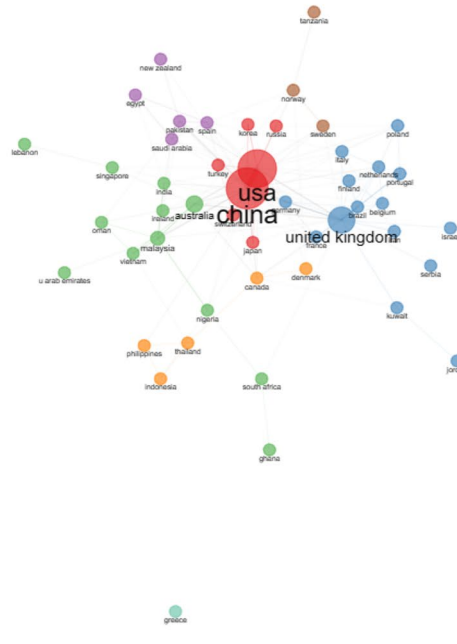 tanzania
new zealand
norway
egypt
pakistan
spain
korea
russia
sweden
poland
lebanon
saudi arabia
italy
singapore
turkey
netherlands
portugal
india
finland
usa
ireland
australia
china
germany
brazil
belgium
switzerland
oman
united kingdom
israe
malaysia
france
vietnam
japan
serbia
u arab emirates
canada
denmark
nigeria
kuwait
philippines
thailand
jor
indonesia
south africa
ghana
greece